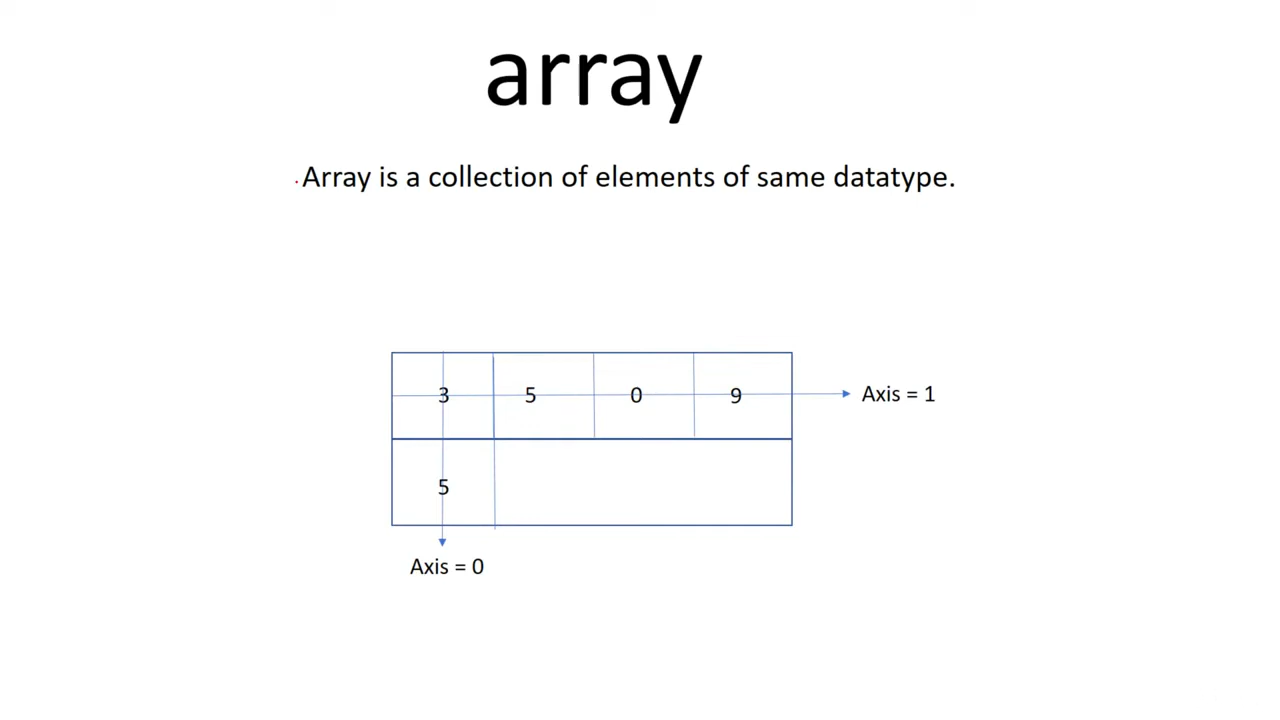 array
Array is a collection of elements of same datatype.
3 5 0 9 Axis = 1
5
Axis = 0